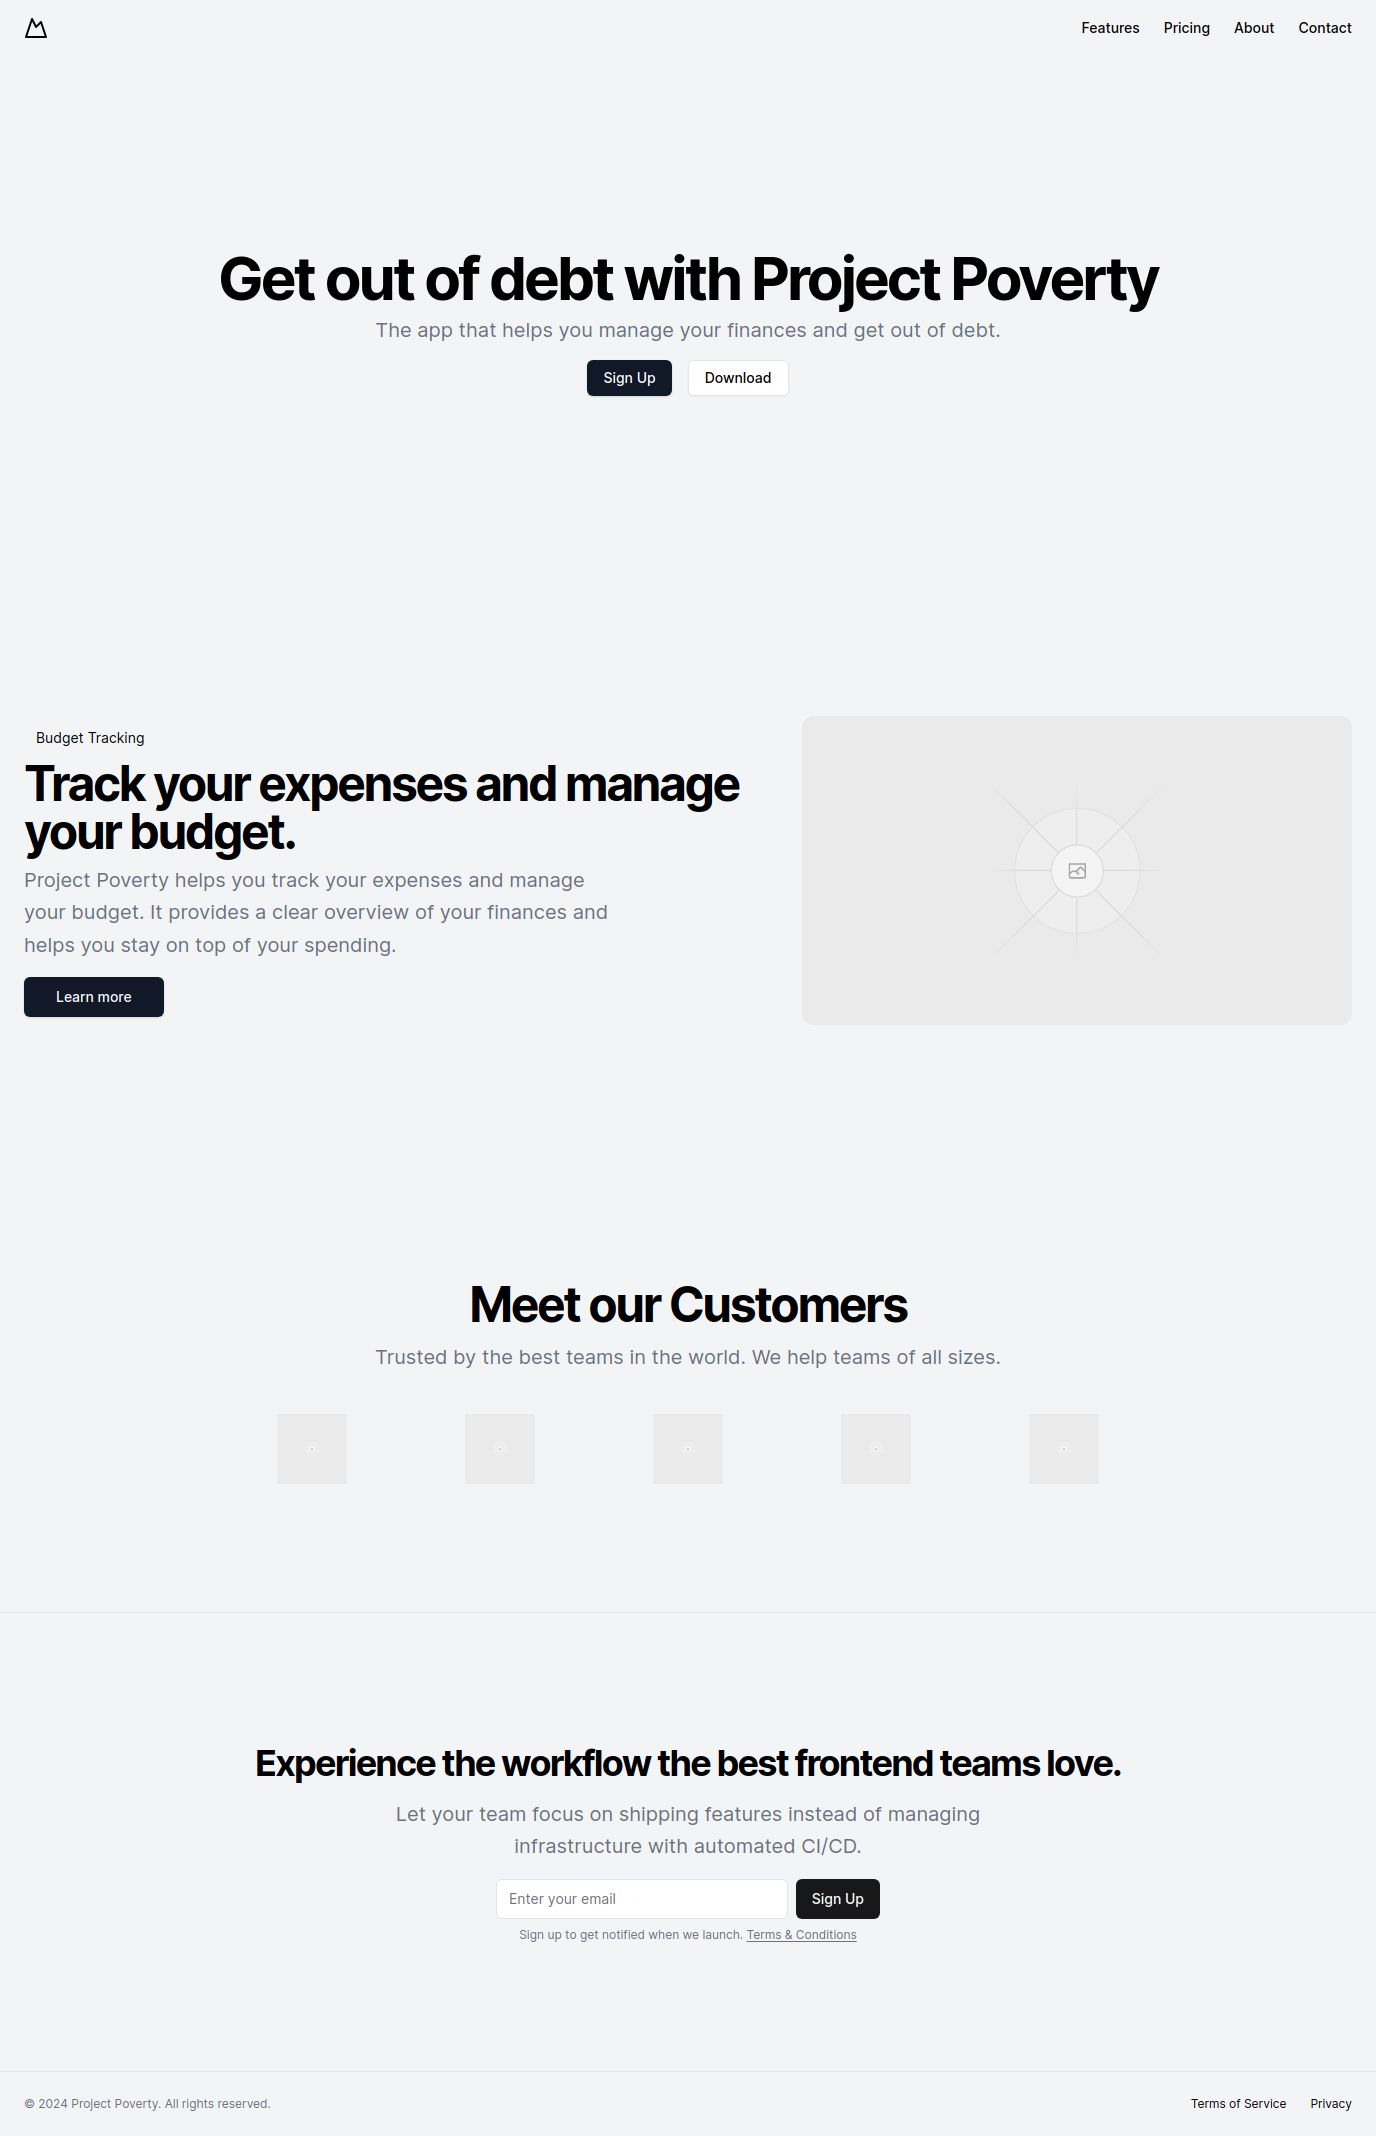 Features Pricing About Contact
Get out of debt with Project Poverty
The app that helps you manage your finances and get out of debt.
Sign Up Download
Budget Tracking
Track your expenses and manage
your budget.
Project Poverty helps you track your expenses and manage
your budget. It provides a clear overview of your finances and
helps you stay on top of your spending.
Learn more
Meet our Customers
Trusted by the best teams in the world. We help teams of all sizes.
Experience the workflow the best frontend teams love.
Let your team focus on shipping features instead of managing
infrastructure with automated CI/CD.
Enter your email Sign Up
Sign up to get notified when we launch. Terms & Conditions
© 2024 Project Poverty. All rights reserved. Terms of Service Privacy